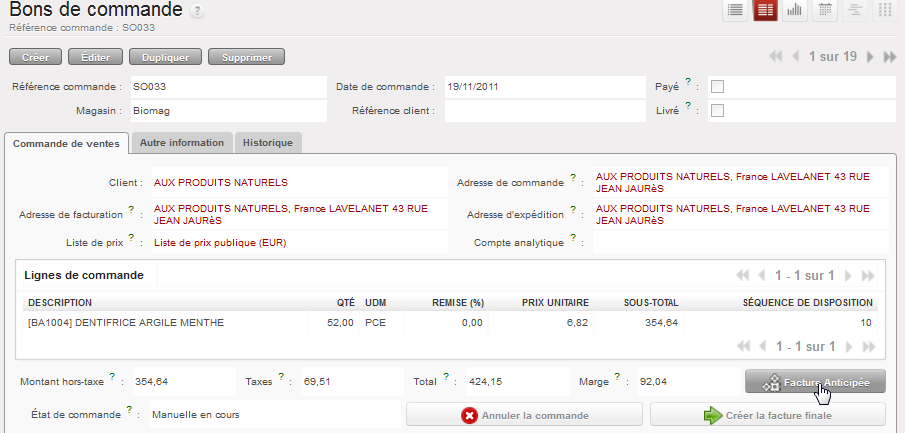 Bons de commande ?
Référence commande : SO033
Créer Éditer Dupliquer Supprimer 1 sur 19
Référence commande : SO033 Date de commande : 19/11/2011 Payé ? :
Magasin : Biomag Référence client : Livré ? :
Commande de ventes Autre information Historique
Client : AUX PRODUITS NATURELS Adresse de commande ? : AUX PRODUITS NATURELS, France LAVELANET 43 RUE
JEAN JAURèS
Adresse de facturation ? : AUX PRODUITS NATURELS, France LAVELANET 43 RUE
JEAN JAURèS
Adresse d'expédition ? : AUX PRODUITS NATURELS, France LAVELANET 43 RUE
JEAN JAURèS
Liste de prix ? : Liste de prix publique (EUR) Compte analytique ? :
Lignes de commande 1 - 1 sur 1
DESCRIPTION QTÉ UDM REMISE (%) PRIX UNITAIRE SOUS-TOTAL SÉQUENCE DE DISPOSITION
[BA1004] DENTIFRICE ARGILE MENTHE 52,00 PCE 0,00 6,82 354,64 10
1 - 1 sur 1
Montant hors-taxe ? : 354,64 Taxes ? : 69,51 Total ? : 424,15 Marge ? : 92,04 Facture Anticipée
État de commande ? : Manuelle en cours Annuler la commande Créer la facture finale